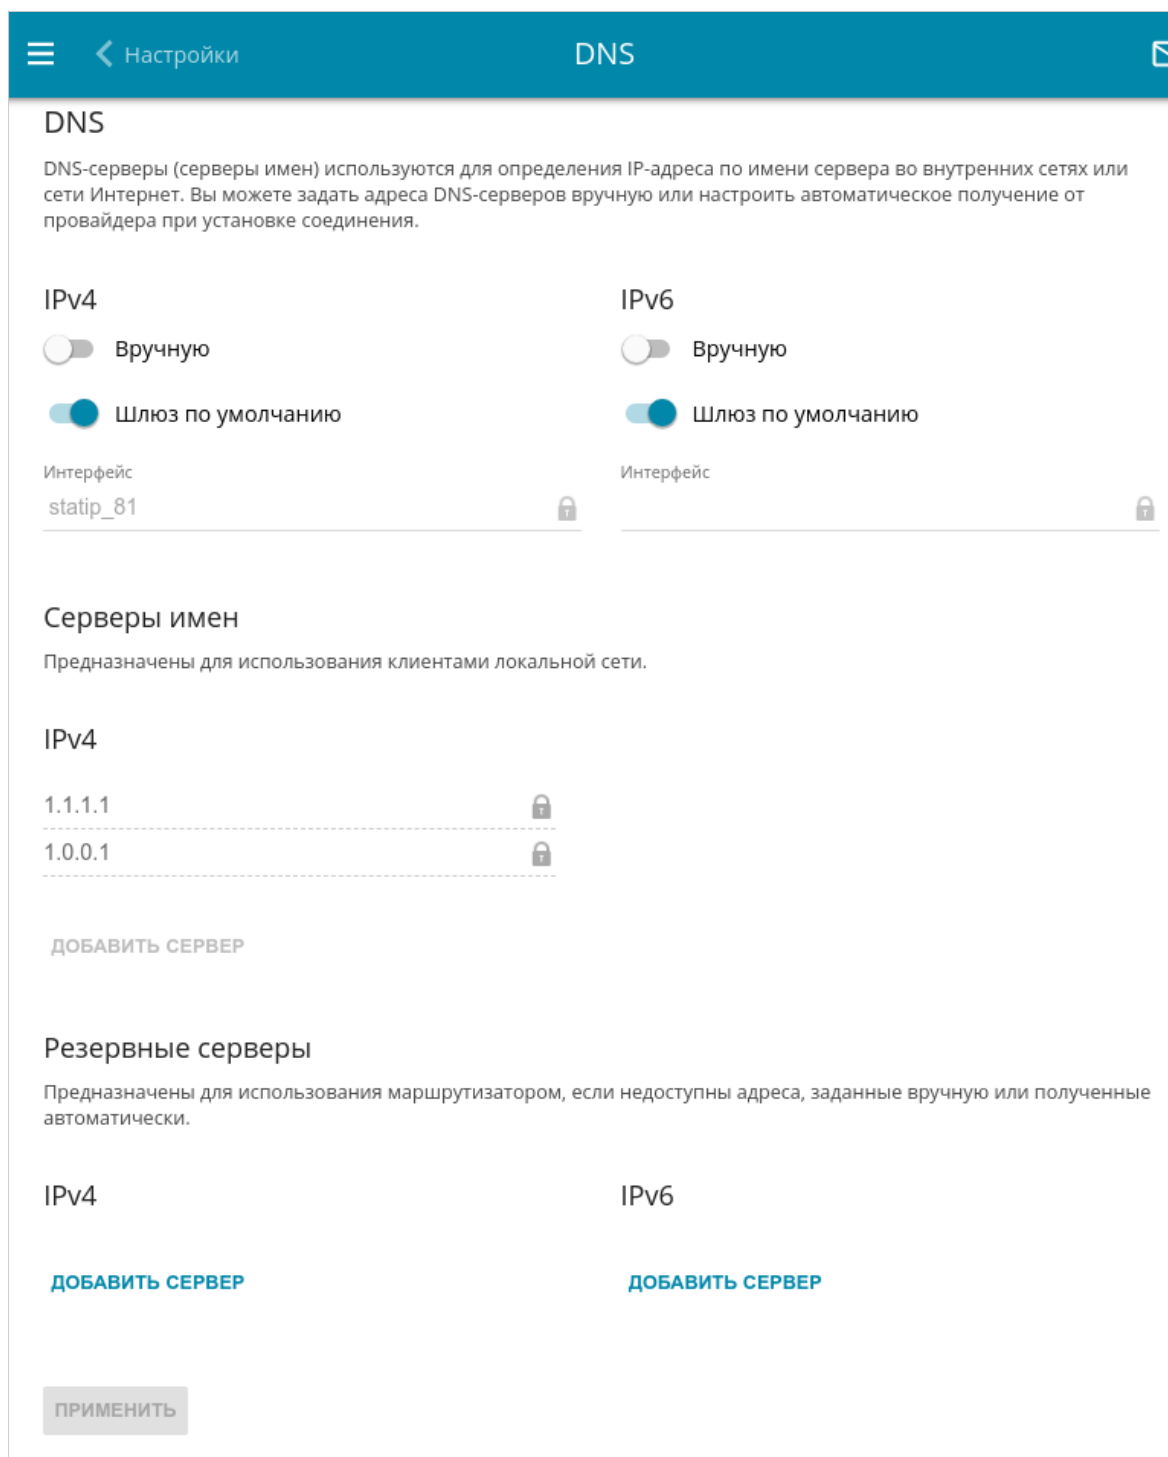 Настройки
DNS
DNS
DNS-серверы (серверы имен) используются для определения IP-адреса по имени сервера во внутренних сетях или
сети Интернет. Вы можете задать адреса DNS-серверов вручную или настроить автоматическое получение от
провайдера при установке соединения.
IPv4
Вручную
Шлюз по умолчанию
Интерфейс
statip_81
IPv6
Вручную
Шлюз по умолчанию
Интерфейс
Серверы имен
Предназначены для использования клиентами локальной сети.
IPv4
1.1.1.1
1.0.0.1
ДОБАВИТЬ СЕРВЕР
Резервные серверы
Предназначены для использования маршрутизатором, если недоступны адреса, заданные вручную или полученные
автоматически.
IPv4
ДОБАВИТЬ СЕРВЕР
IPv6
ДОБАВИТЬ СЕРВЕР
ПРИМЕНИТЬ